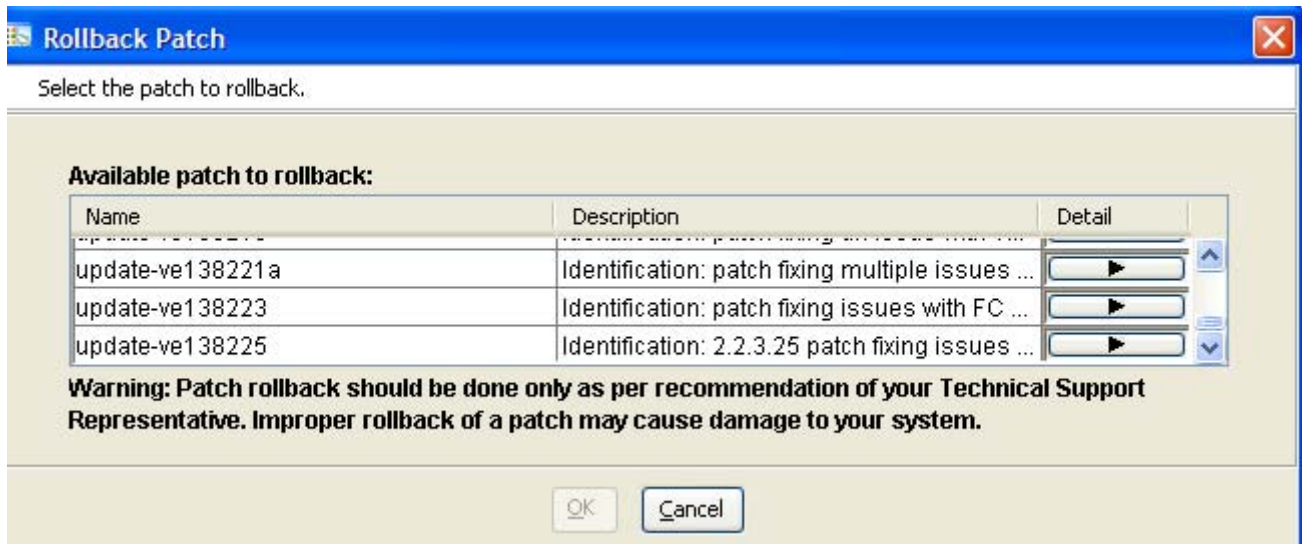 Rollback Patch
Select the patch to rollback.
Available patch to rollback:
Name Description Detail
update-ve138221a Identification: patch fixing multiple issues ...
update-ve138223 Identification: patch fixing issues with FC ...
update-ve138225 Identification: 2.2.3.25 patch fixing issues ...
Warning: Patch rollback should be done only as per recommendation of your Technical Support
Representative. Improper rollback of a patch may cause damage to your system.
OK Cancel